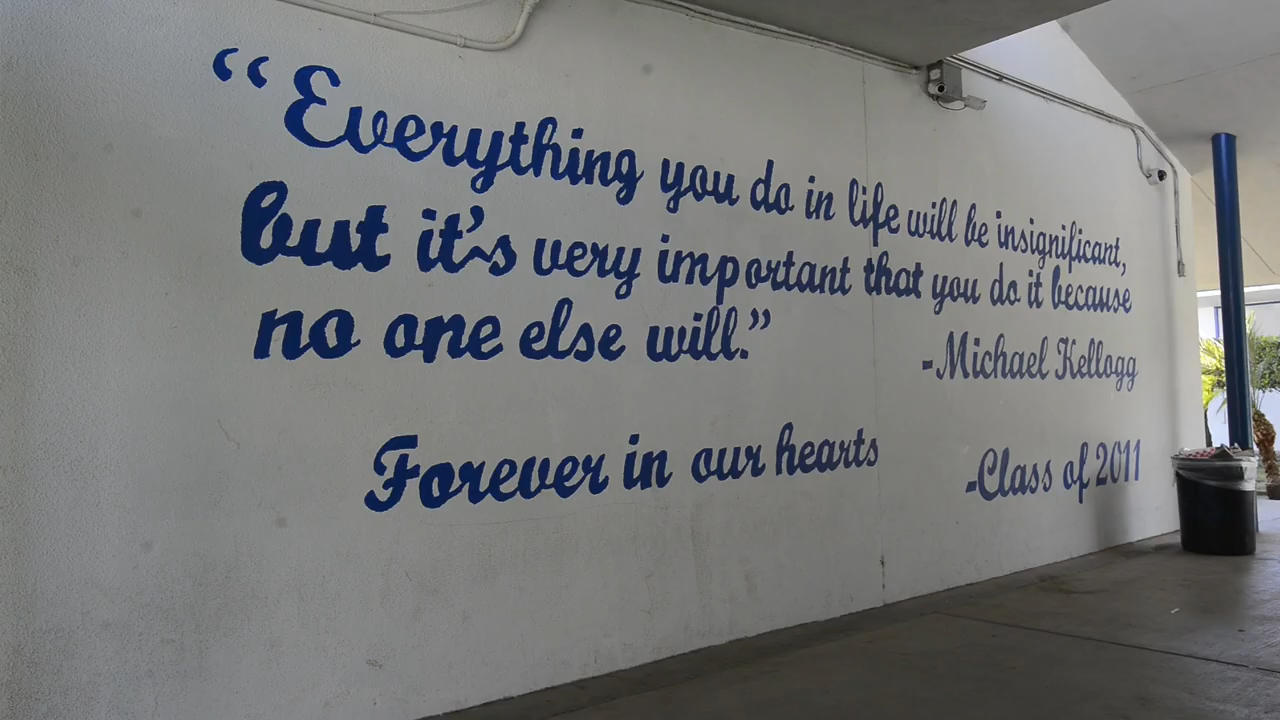 “Everything you do in life will be insignificant,
but it’s very important that you do it because
no one else will.”
-Michael Kellogg
Forever in our hearts
-Class of 2011